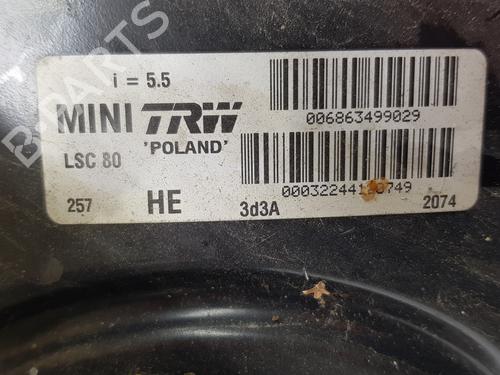 i = 5.5
MINI TRW
006863499029
'POLAND'
LSC 80
257 HE 3d3A 2074
B-PARTS